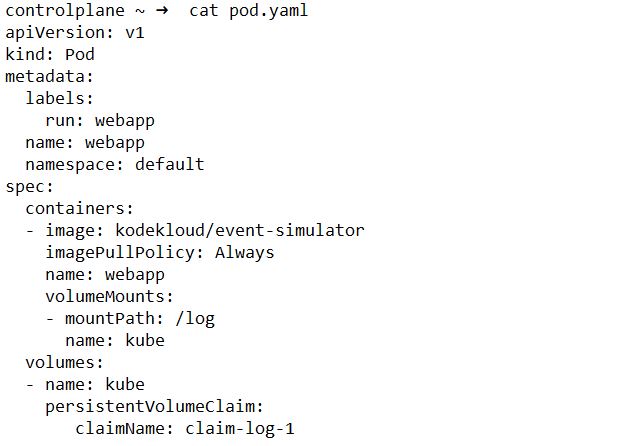 controlplane ~ ➜  cat pod.yaml
apiVersion: v1
kind: Pod
metadata:
  labels:
    run: webapp
  name: webapp
  namespace: default
spec:
  containers:
  - image: kodekloud/event-simulator
    imagePullPolicy: Always
    name: webapp
    volumeMounts:
    - mountPath: /log
      name: kube
  volumes:
  - name: kube
    persistentVolumeClaim:
       claimName: claim-log-1